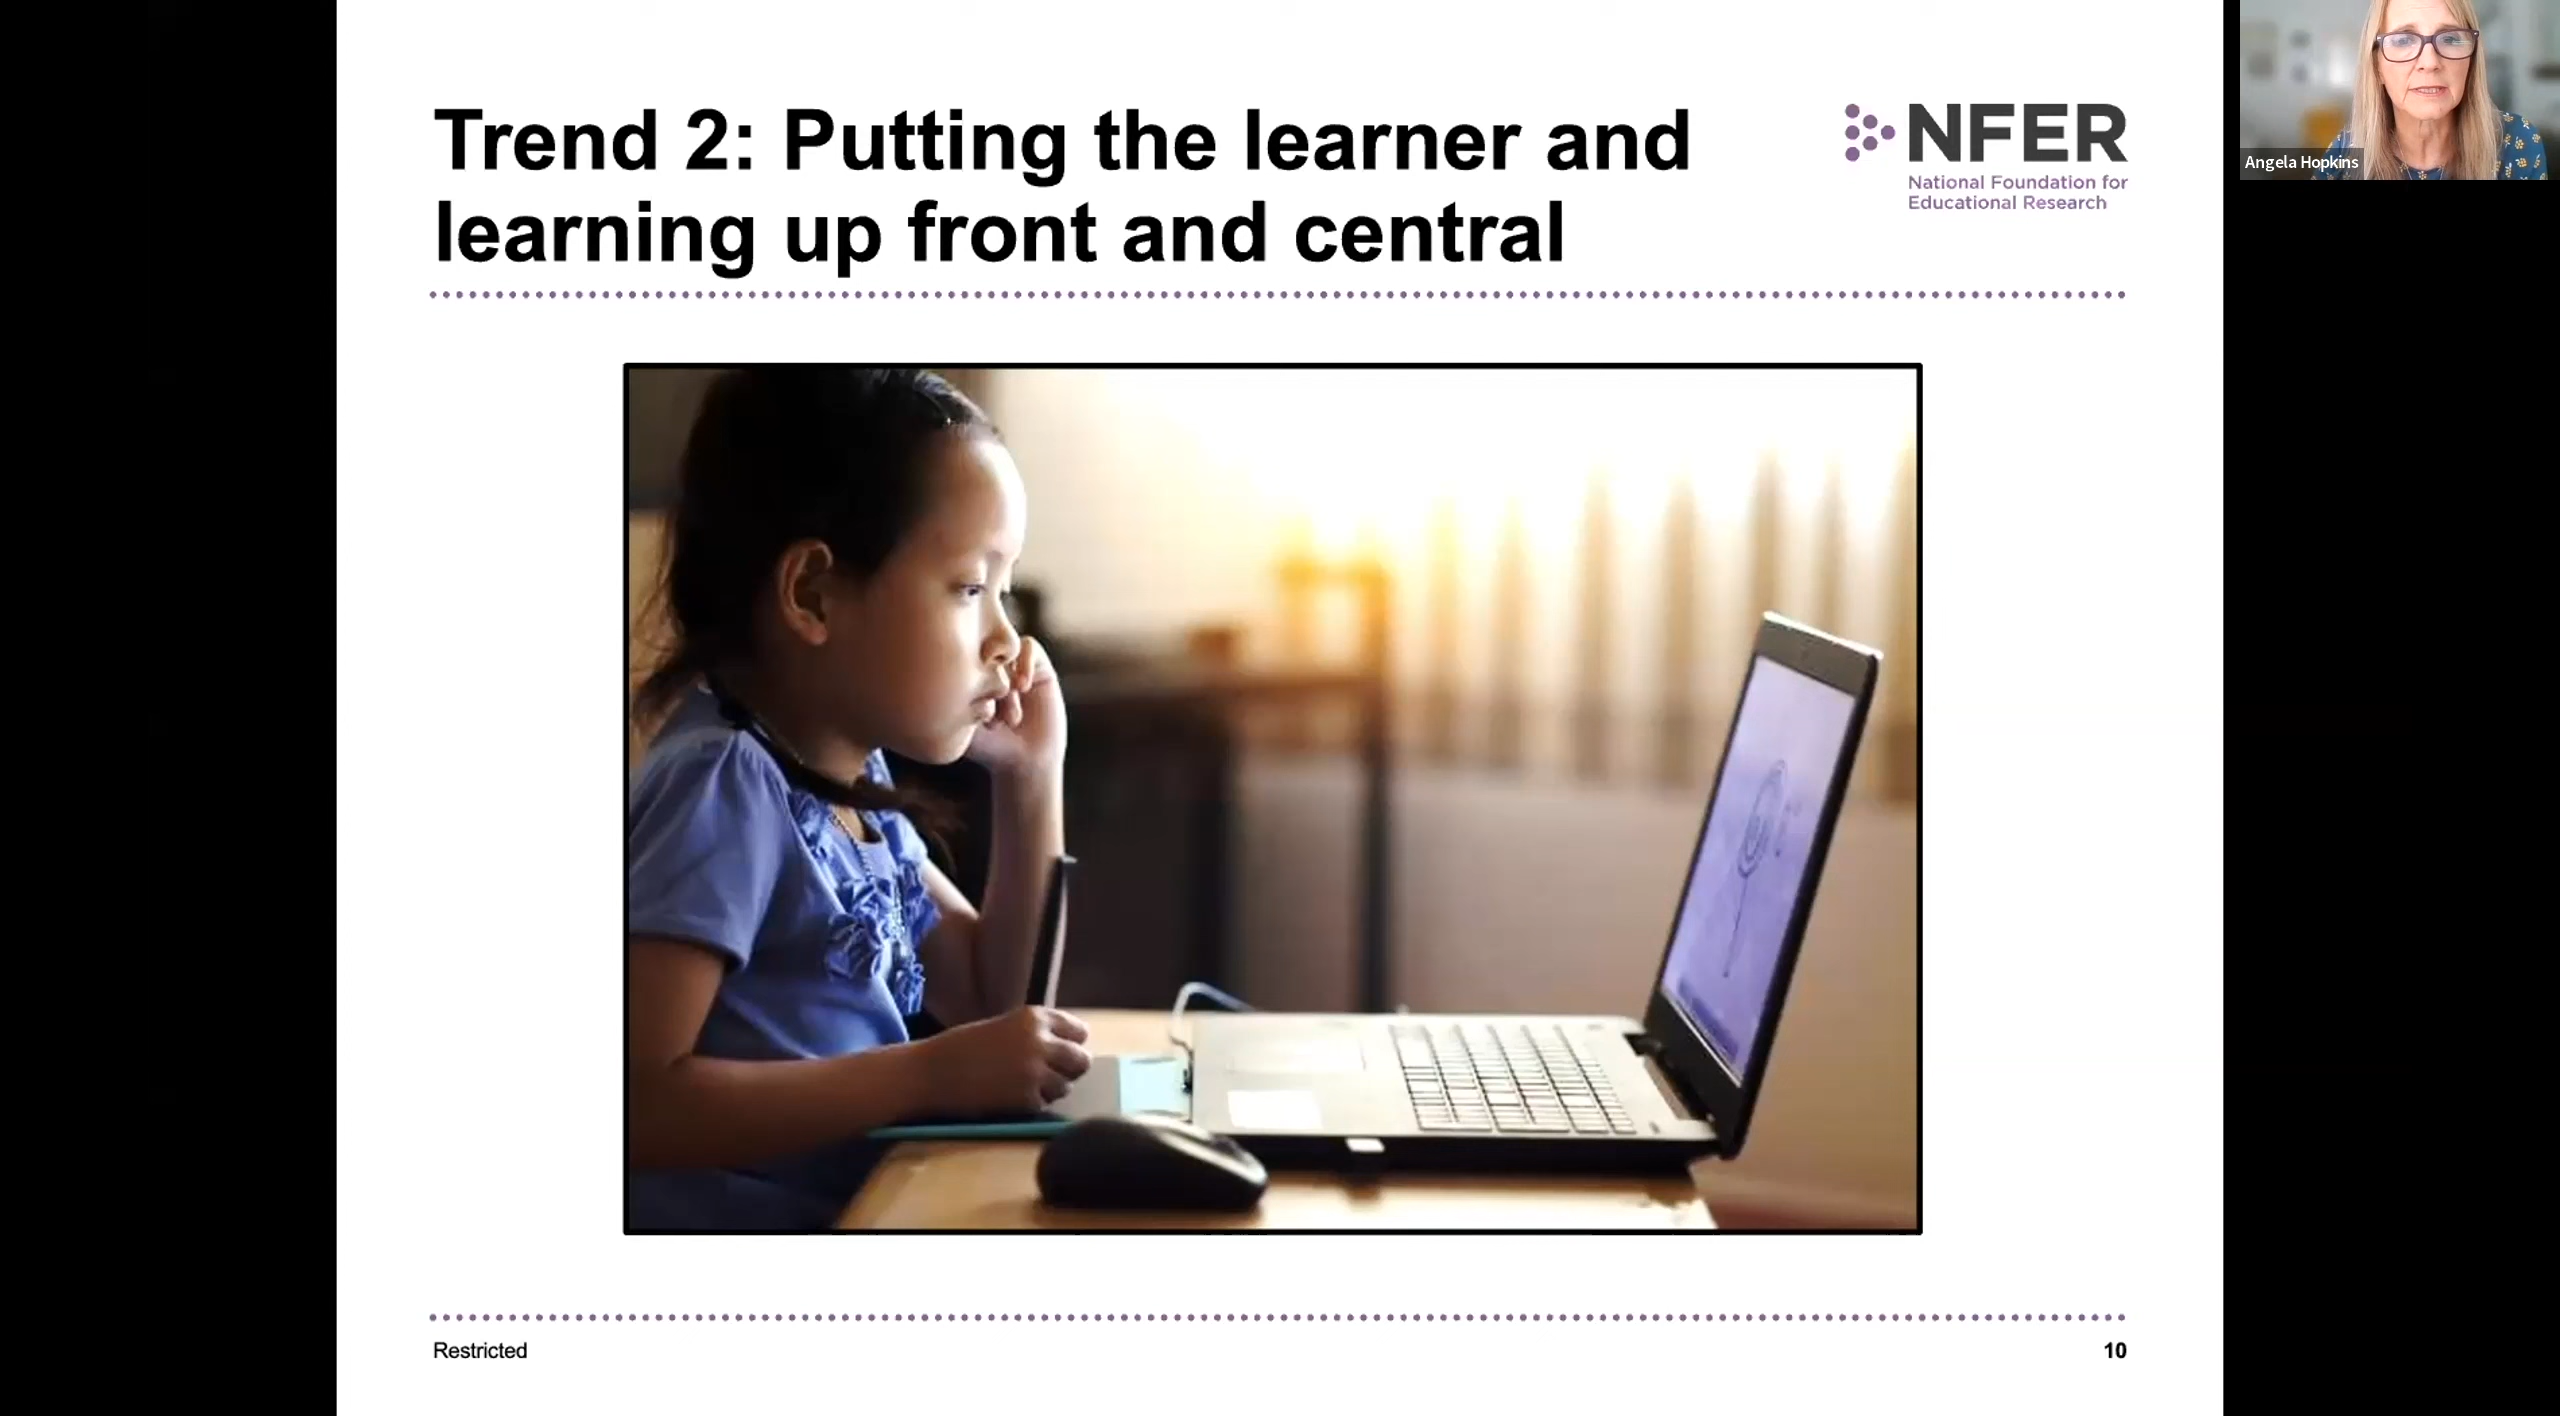 Trend 2: Putting the learner and
learning up front and central
NFER
National Foundation for
Educational Research
Angela Hopkins
Restricted
10